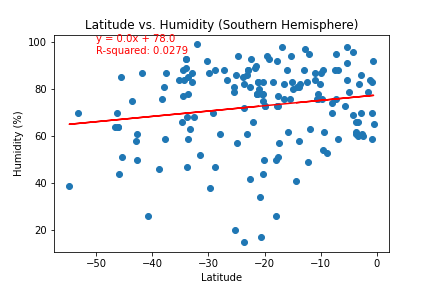 Latitude vs. Humidity (Southern Hemisphere)
y = 0.0x + 78.0
R-squared: 0.0279
100
80
60
40
20
Humidity (%)
−50
−40
−30
−20
−10
0
Latitude